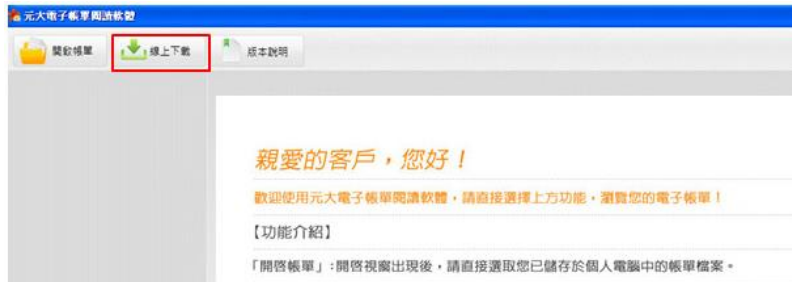 元大電子帳單閱讀軟體
開啟帳單 線上下載 版本說明
親愛的客戶，您好！
歡迎使用元大電子帳單閱讀軟體，請直接選擇上方功能，瀏覽您的電子帳單！
【功能介紹】
「開啓帳單」：開啓視窗出現後，請直接選取您已儲存於個人電腦中的帳單檔案。